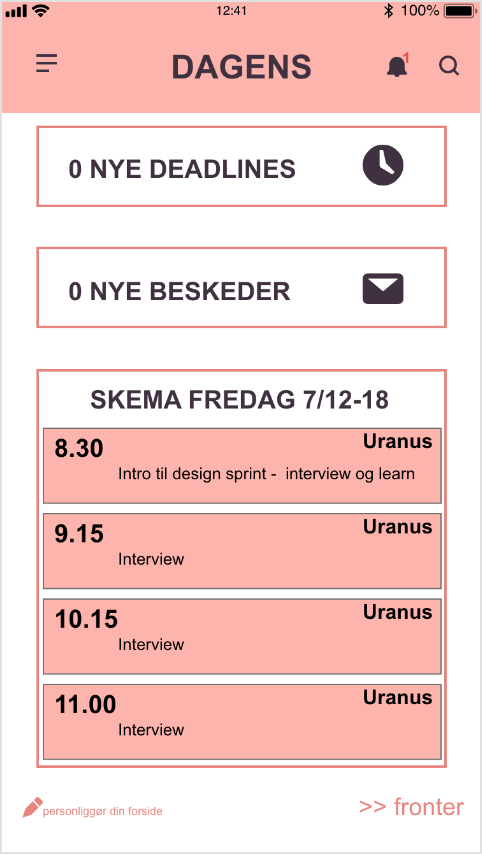 12:41
100%
DAGENS
1
0 NYE DEADLINES
0 NYE BESKEDER
SKEMA FREDAG 7/12-18
8.30 Uranus
Intro til design sprint - interview og learn
9.15 Uranus
Interview
10.15 Uranus
Interview
11.00 Uranus
Interview
personliggør din forside
>> fronter